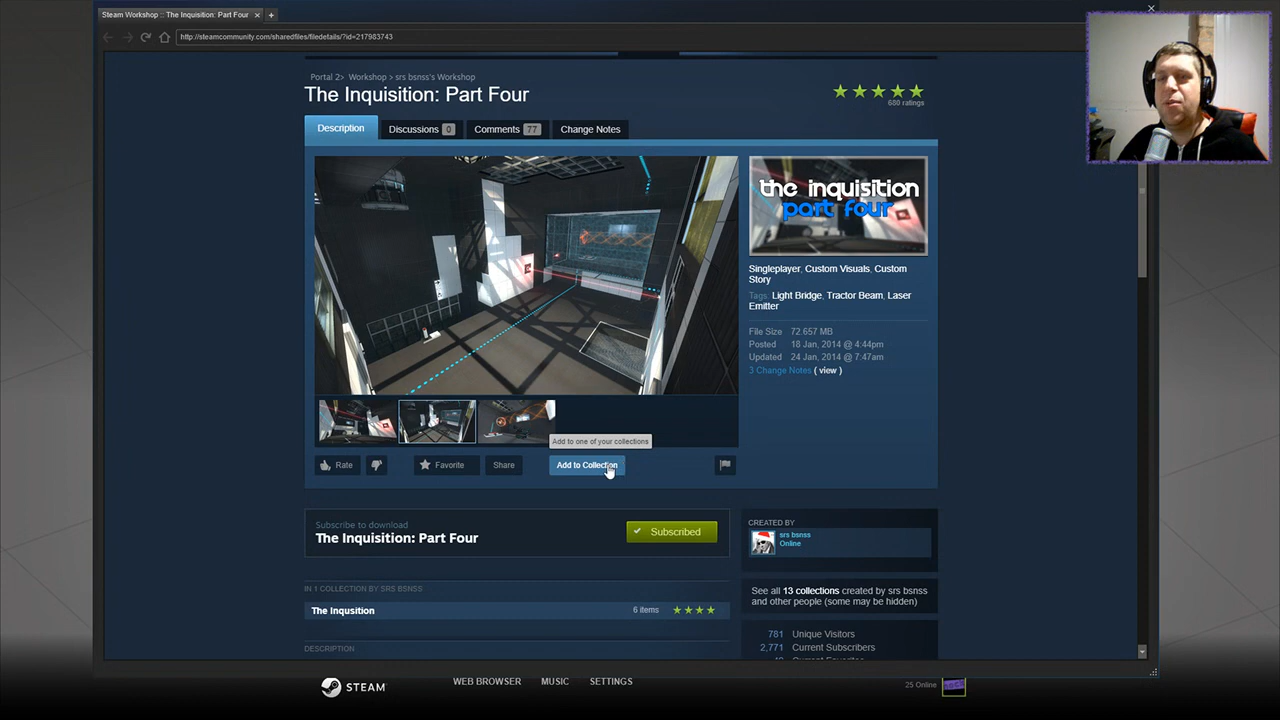 Steam Workshop :: The Inquisition: Part Four
http://steamcommunity.com/sharedfiles/filedetails/?id=217983743
Portal 2> Workshop > srs bsnss's Workshop
The Inquisition: Part Four
680 ratings
Description
Discussions 0
Comments 77
Change Notes
the inquisition
part four
Singleplayer, Custom Visuals, Custom
Story
Tags: Light Bridge, Tractor Beam, Laser
Emitter
File Size 72.657 MB
Posted 18 Jan, 2014 @ 4:44pm
Updated 24 Jan, 2014 @ 7:47am
3 Change Notes ( view )
Add to one of your collections
Rate
Favorite
Share
Add to Collection
Subscribe to download
The Inquisition: Part Four
Subscribed
CREATED BY
srs bsnss
Online
IN 1 COLLECTION BY SRS BSNSS
The Inqusition 6 items
See all 13 collections created by srs bsnss
and other people (some may be hidden)
781 Unique Visitors
2,771 Current Subscribers
Current Favorites
DESCRIPTION
STEAM
WEB BROWSER
MUSIC
SETTINGS
25 Online